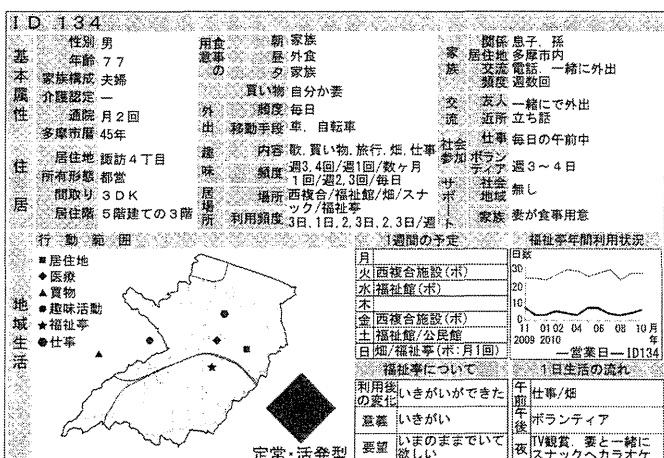 ID 134
基本属性
性別 男
年齢 77
家族構成 夫婦
介護認定 ―
通院 月2回
多摩市暦 45年
住居
居住地 諏訪4丁目
所有形態 都営
間取り 3DK
居住階 5階建ての3階
食事の用意
朝 家族
昼 外食
夕 家族
買い物 自分か妻
外出
頻度 毎日
移動手段 車、自転車
趣味
内容 歌,買い物,旅行,畑,仕事
頻度 週3,4回/週1回/数ヶ月
1回/週2,3回/毎日
居場所
場所 西複合/福祉館/畑/スナ
ック/福祉亭
利用頻度 3日,1日,2,3日,2,3日/週
家族
関係 息子、孫
居住地 多摩市内
交流 電話、一緒に外出
頻度 週数回
交流
友人 一緒にで外出
近所 立ち話
社会参加
仕事 毎日の午前中
ボランティア 週3〜4日
サポート
社会
地域 無し
家族 妻が食事用意
地域生活
行動範囲
■居住地
◆医療
▲買物
●趣味活動
★福祉亭
仕事
定常・活発型
1週間の予定
月
火 西複合施設(ボ)
水 福祉館(ボ)
木
金 西複合施設(ボ)
土 福祉館/公民館
日 畑/福祉亭(ボ:月1回)
福祉亭年間利用状況
日数
30
20
10
0
11 01 02 04 06 08 10月
2009 2010 年
―営業日―ID134
福祉亭について
利用後の変化 いきがいができた
意義 いきがい
要望 いまのままでいて
欲しい
1日生活の流れ
午前 仕事/畑
午後 ボランティア
夜 TV観賞、妻と一緒に
スナックへカラオケ